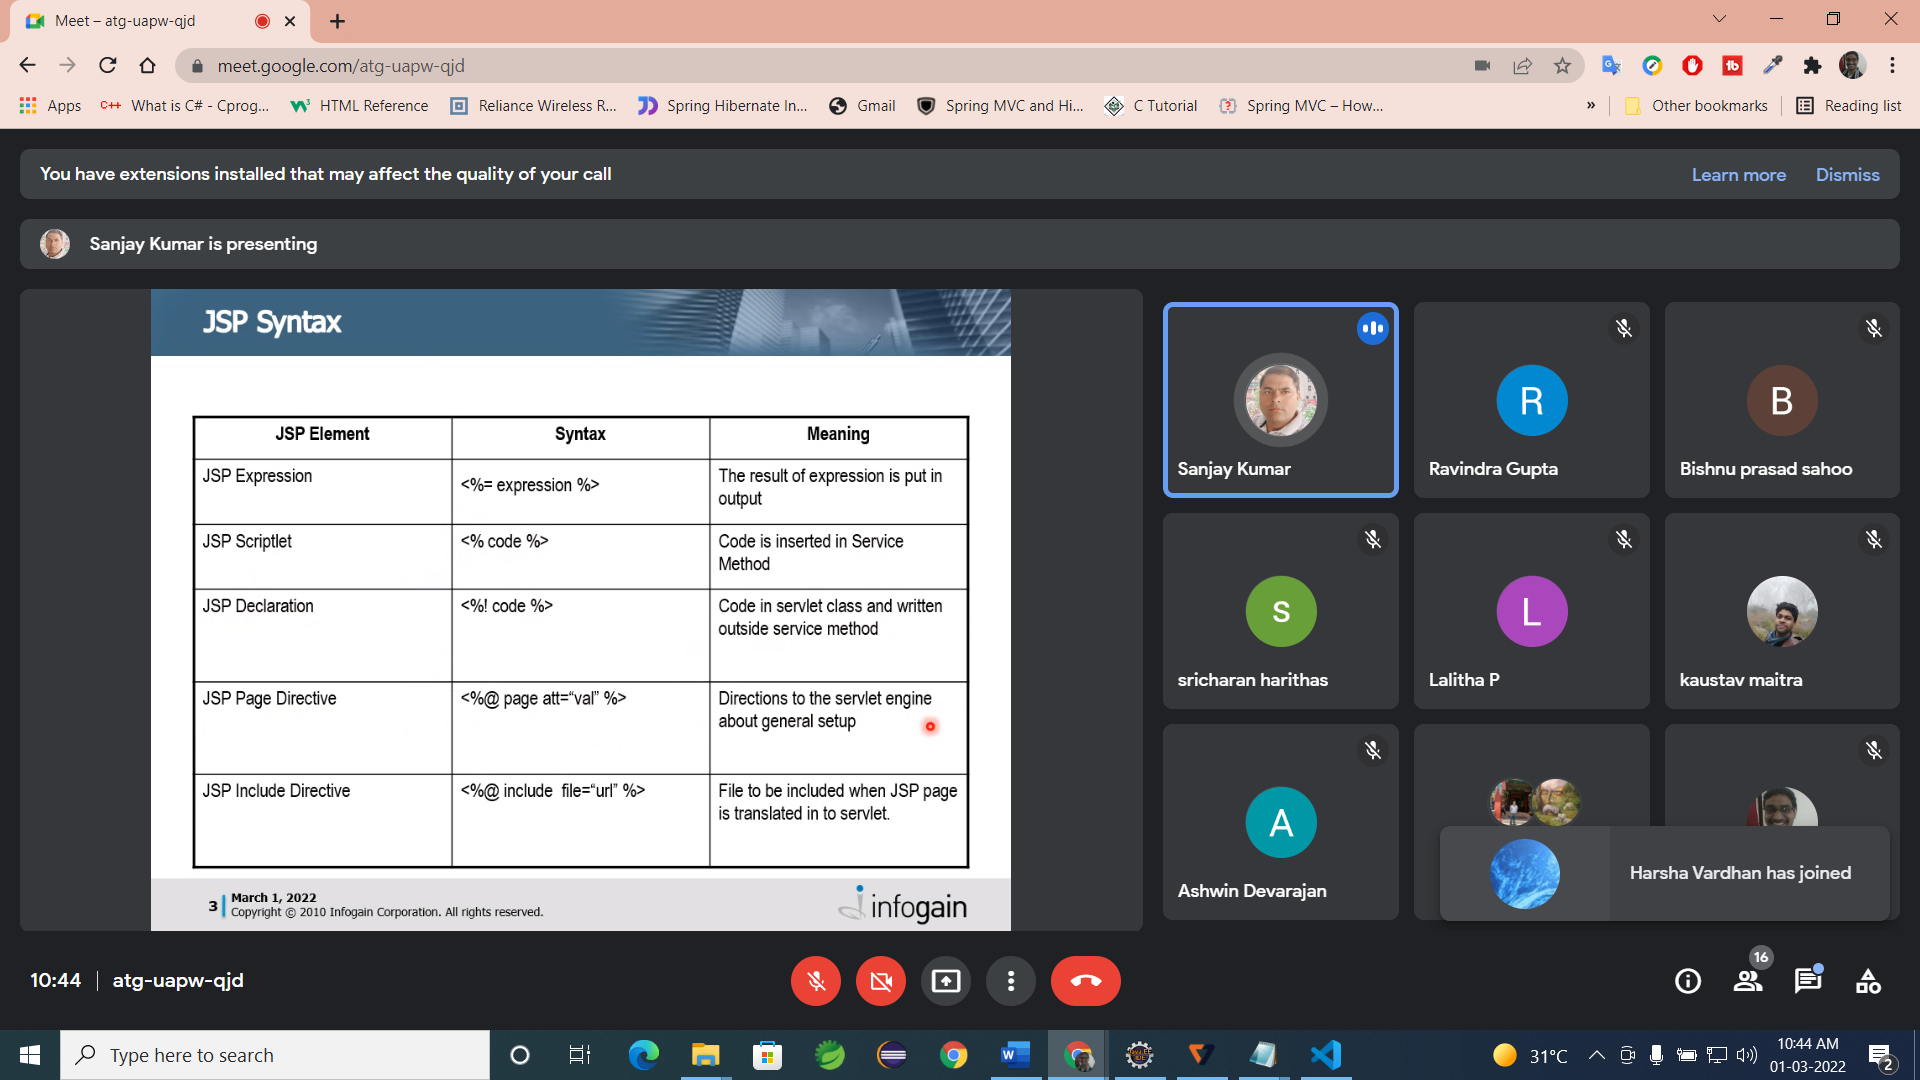 Meet – atg-uapw-qjd
meet.google.com/atg-uapw-qjd
Apps
C++ What is C# - Cprog...
HTML Reference
Reliance Wireless R...
Spring Hibernate In...
Gmail
Spring MVC and Hi...
C Tutorial
Spring MVC – How...
»
Other bookmarks
Reading list
You have extensions installed that may affect the quality of your call
Learn more
Dismiss
Sanjay Kumar is presenting
JSP Syntax
JSP Element
Syntax
Meaning
JSP Expression
<%= expression %>
The result of expression is put in
output
JSP Scriptlet
<% code %>
Code is inserted in Service
Method
JSP Declaration
<%! code %>
Code in servlet class and written
outside service method
JSP Page Directive
<%@ page att=“val” %>
Directions to the servlet engine
about general setup
JSP Include Directive
<%@ include file=“url” %>
File to be included when JSP page
is translated in to servlet.
3
March 1, 2022
Copyright © 2010 Infogain Corporation. All rights reserved.
infogain
Sanjay Kumar
R
Ravindra Gupta
B
Bishnu prasad sahoo
s
sricharan harithas
L
Lalitha P
kaustav maitra
A
Ashwin Devarajan
Harsha Vardhan has joined
10:44
atg-uapw-qjd
16
Type here to search
31°C
10:44 AM
01-03-2022
2